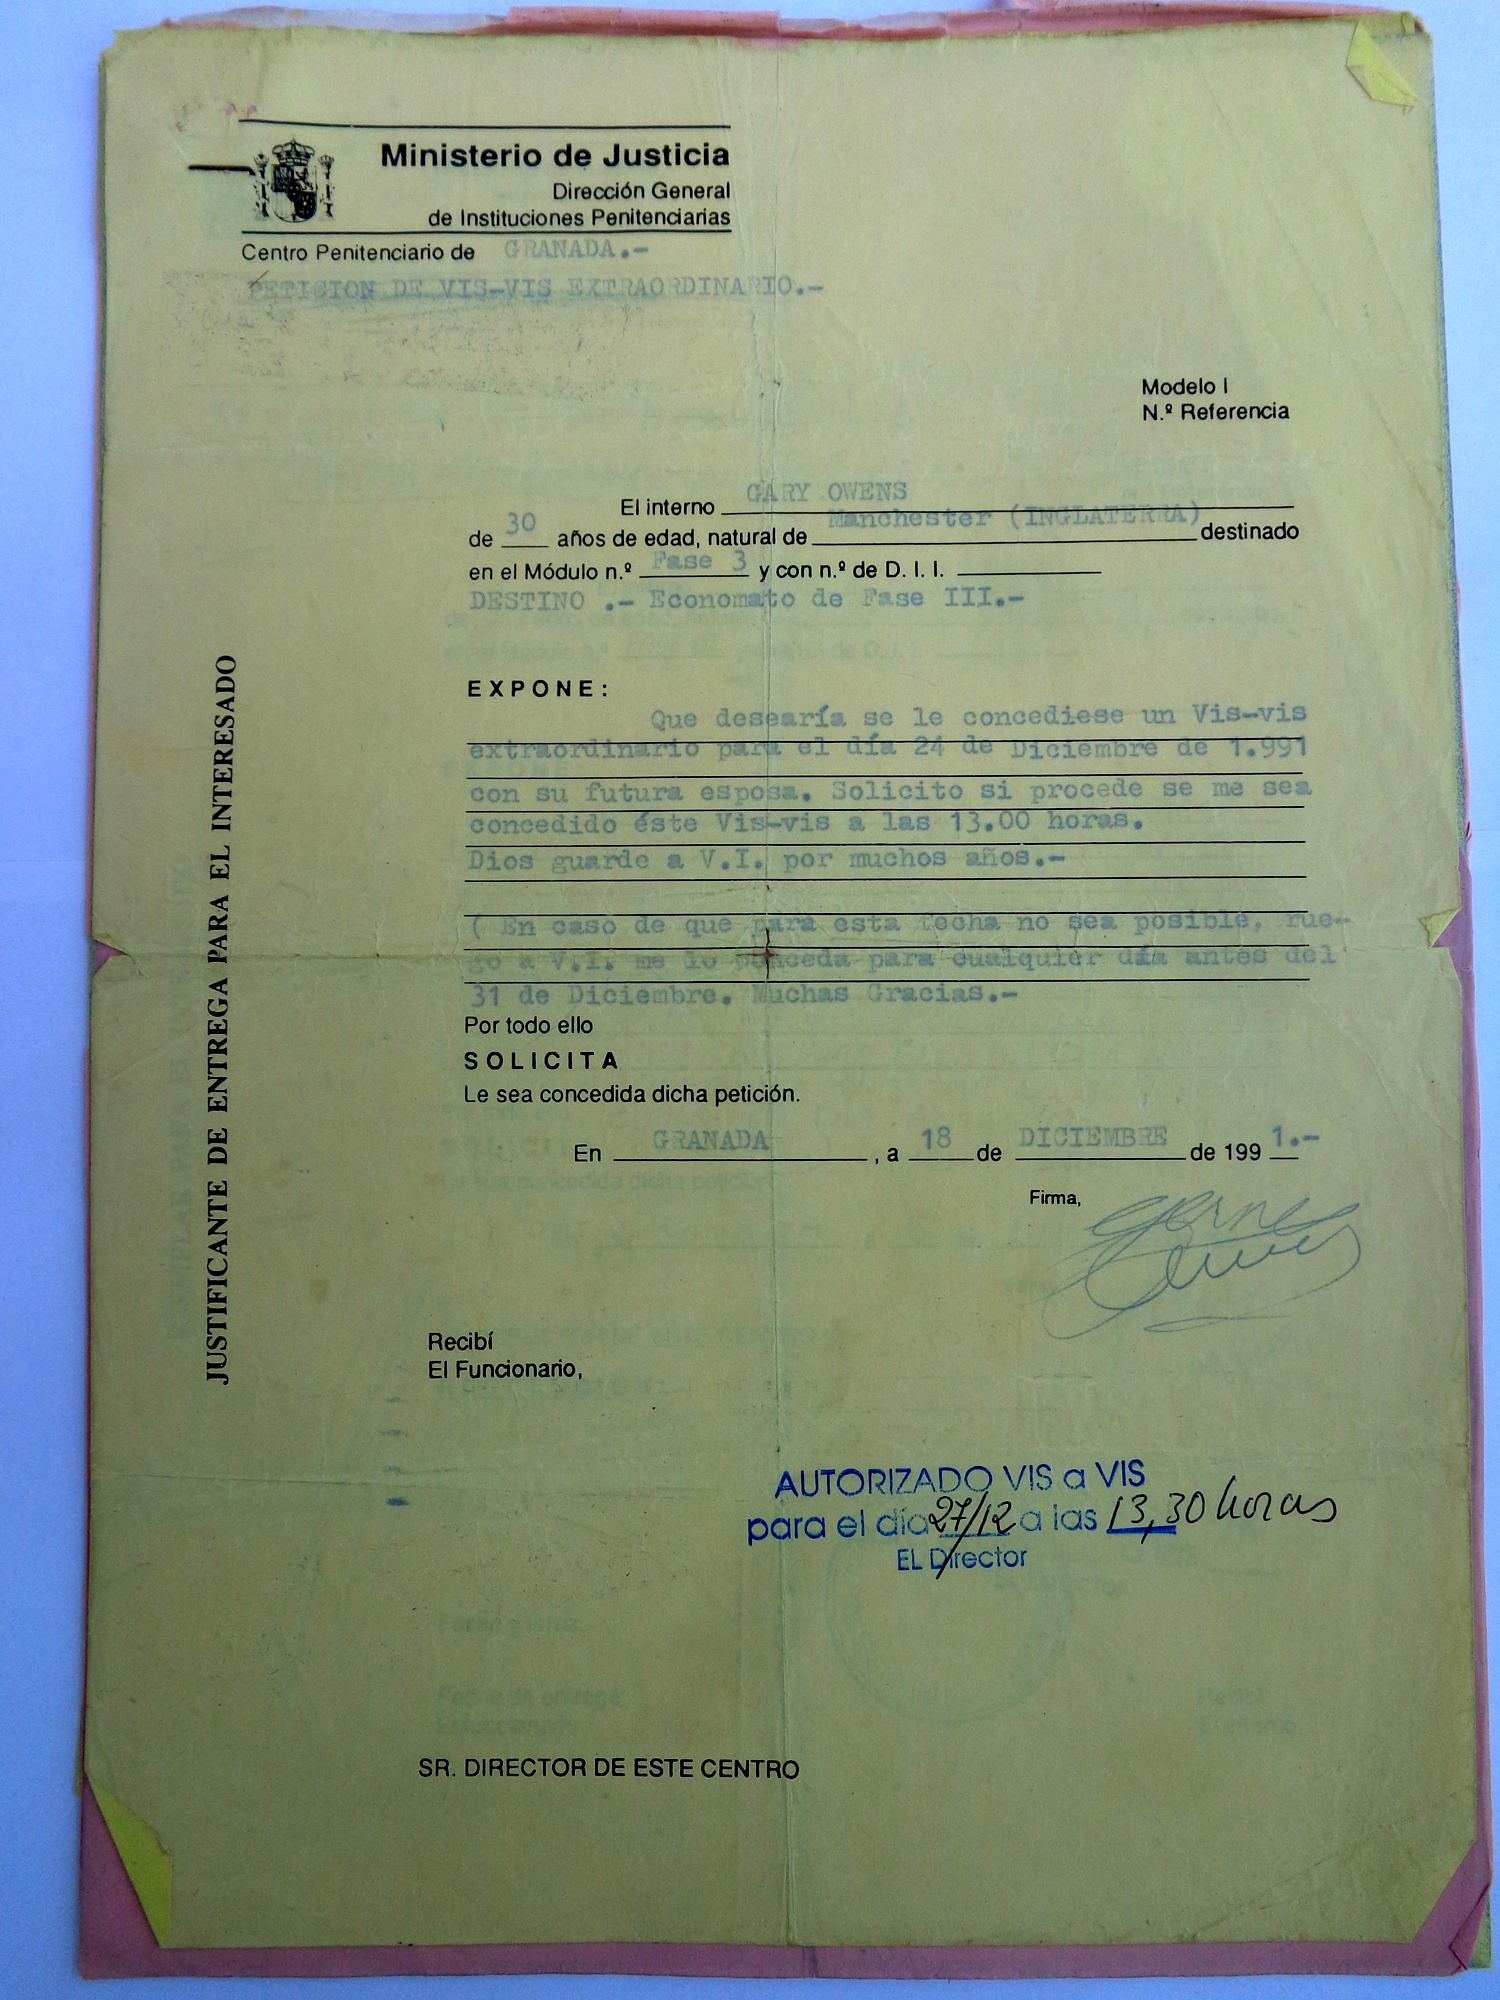 Ministerio de Justicia
Dirección General
de Instituciones Penitenciarias
Centro Penitenciario de GRANADA.-
PETICION DE VIS-VIS EXTRAORDINARIO.-
Modelo I
N.º Referencia
El interno GARY OWENS
de 30 años de edad, natural de Manchester (INGLATERRA) destinado
en el Módulo n.º Fase 3 y con n.º de D. I. I.
DESTINO .- Economato de Fase III.-
EXPONE:
Que desearía se le concediese un Vis-vis
extraordinario para el día 24 de Diciembre de 1.991
con su futura esposa. Solicito si procede se me sea
concedido éste Vis-vis a las 13.00 horas.
Dios guarde a V.I. por muchos años.-
( En caso de que para esta fecha no sea posible, rue-
go a V.I. me lo conceda para cualquier día antes del
31 de Diciembre. Muchas Gracias.-
Por todo ello
SOLICITA
Le sea concedida dicha petición.
En GRANADA, a 18 de DICIEMBRE de 199 1.-
Firma,
Recibí
El Funcionario,
AUTORIZADO VIS a VIS
para el día 27/12 a las 13,30 horas
EL Director
SR. DIRECTOR DE ESTE CENTRO
JUSTIFICANTE DE ENTREGA PARA EL INTERESADO